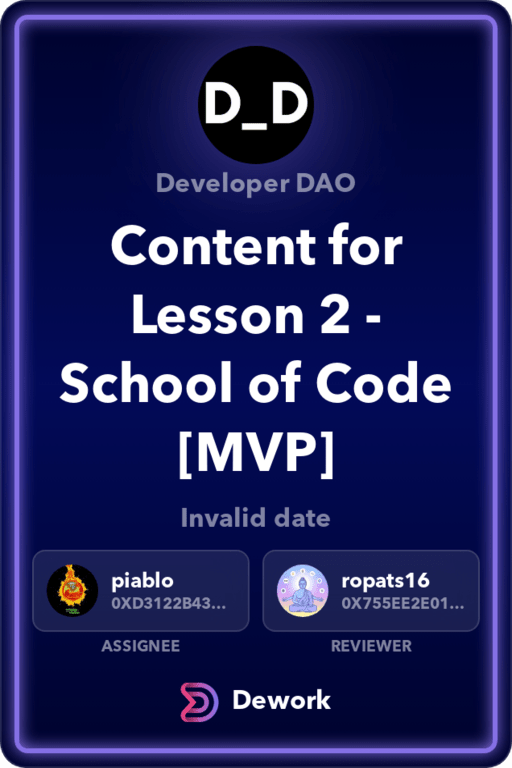 D_D
Developer DAO
Content for
Lesson 2 -
School of Code
[MVP]
Invalid date
piablo
0XD3122B43...
ropats16
0X755EE2E01...
ASSIGNEE
REVIEWER
Dework